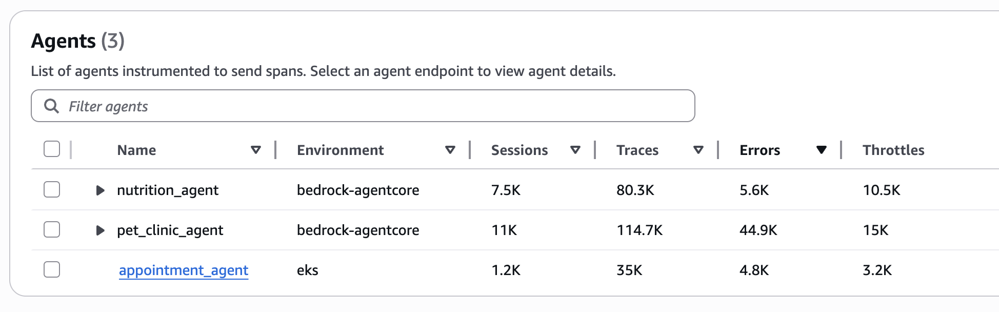 Agents (3)
List of agents instrumented to send spans. Select an agent endpoint to view agent details.
Filter agents
Name Environment Sessions Traces Errors Throttles
nutrition_agent bedrock-agentcore 7.5K 80.3K 5.6K 10.5K
pet_clinic_agent bedrock-agentcore 11K 114.7K 44.9K 15K
appointment_agent eks 1.2K 35K 4.8K 3.2K